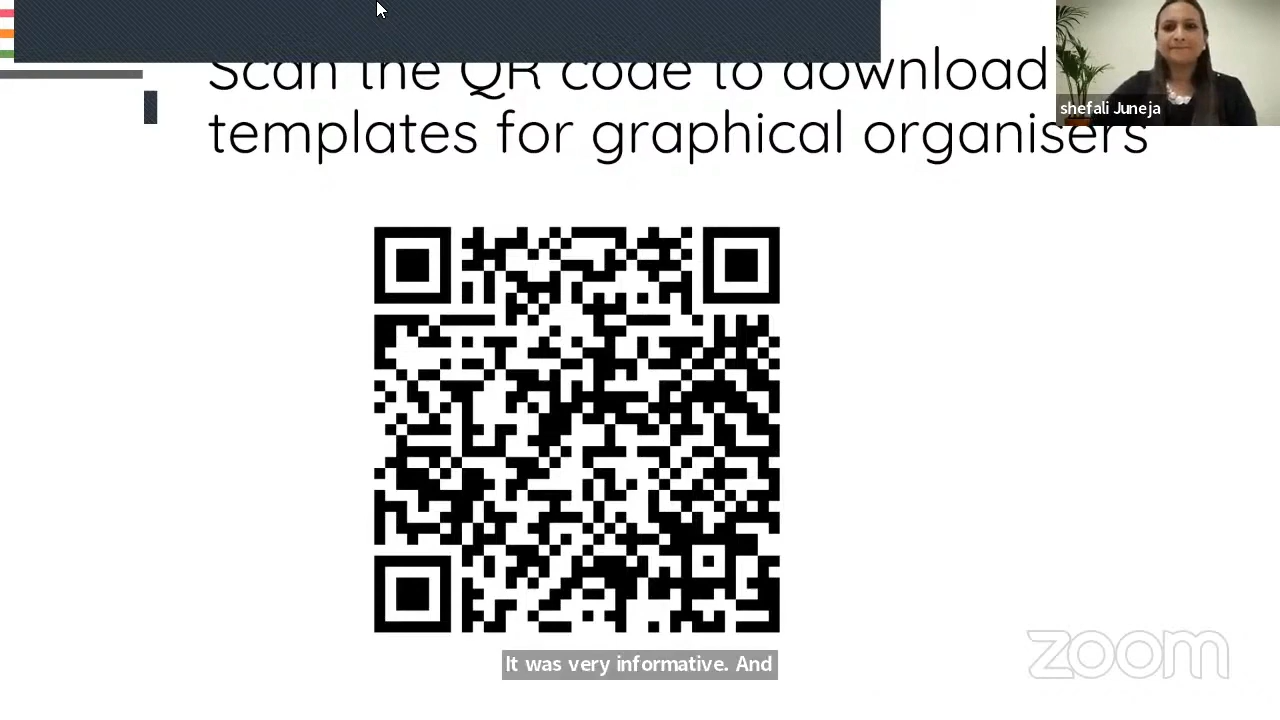 Scan the QR code to download
templates for graphical organisers
shefali Juneja
It was very informative. And
zoom